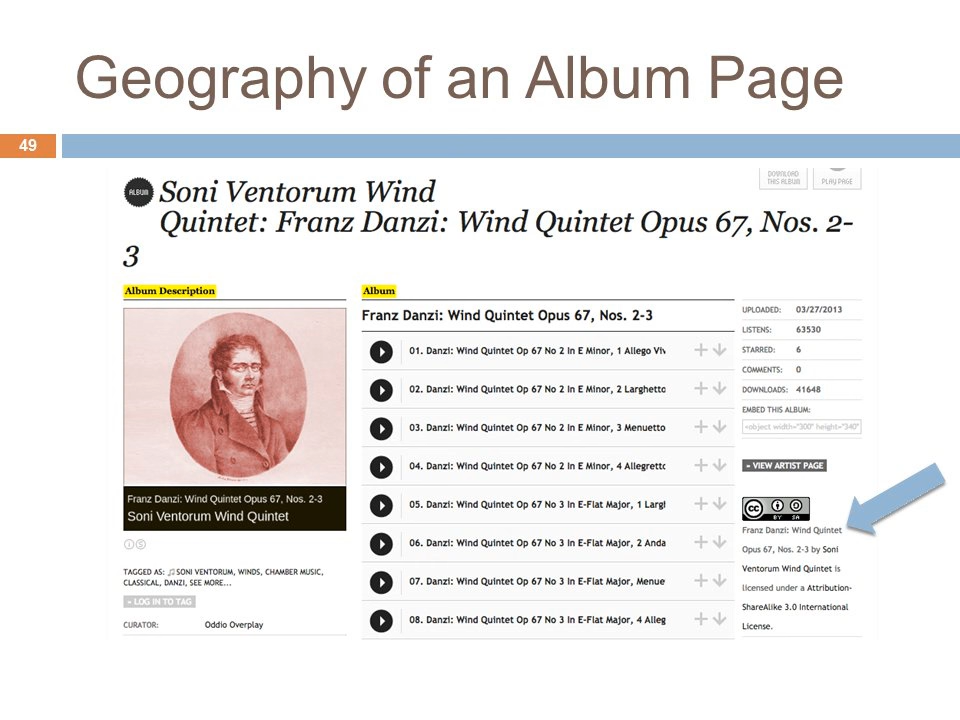 Geography of an Album Page
49
DOWNLOAD
THIS ALBUM
PLAY PAGE
ALBUM
Soni Ventorum Wind
Quintet: Franz Danzi: Wind Quintet Opus 67, Nos. 2-
3
Album Description
Franz Danzi: Wind Quintet Opus 67, Nos. 2-3
Soni Ventorum Wind Quintet
TAGGED AS: SONI VENTORUM, WINDS, CHAMBER MUSIC,
CLASSICAL, DANZI, SEE MORE...
+ LOG IN TO TAG
CURATOR: Oddio Overplay
Album
Franz Danzi: Wind Quintet Opus 67, Nos. 2-3
01. Danzi: Wind Quintet Op 67 No 2 In E Minor, 1 Allego Viv
02. Danzi: Wind Quintet Op 67 No 2 In E Minor, 2 Larghetto
03. Danzi: Wind Quintet Op 67 No 2 In E Minor, 3 Menuetto
04. Danzi: Wind Quintet Op 67 No 2 In E Minor, 4 Allegretto
05. Danzi: Wind Quintet Op 67 No 3 In E-Flat Major, 1 Largh
06. Danzi: Wind Quintet Op 67 No 3 In E-Flat Major, 2 Anda
07. Danzi: Wind Quintet Op 67 No 3 In E-Flat Major, Menue
08. Danzi: Wind Quintet Op 67 No 3 In E-Flat Major, 4 Alleg
UPLOADED: 03/27/2013
LISTENS: 63530
STARRED: 6
COMMENTS: 0
DOWNLOADS: 41648
EMBED THIS ALBUM:
<object width="300" height="340"
» VIEW ARTIST PAGE
cc BY SA
Franz Danzi: Wind Quintet
Opus 67, Nos. 2-3 by Soni
Ventorum Wind Quintet is
licensed under a Attribution-
ShareAlike 3.0 International
License.